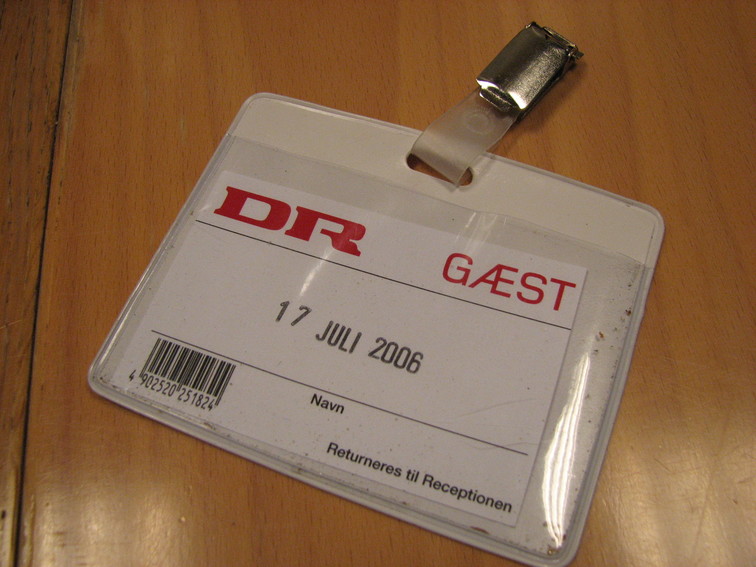 DR
GÆST
17 JULI 2006
4 902520 251824
Navn
Returneres til Receptionen